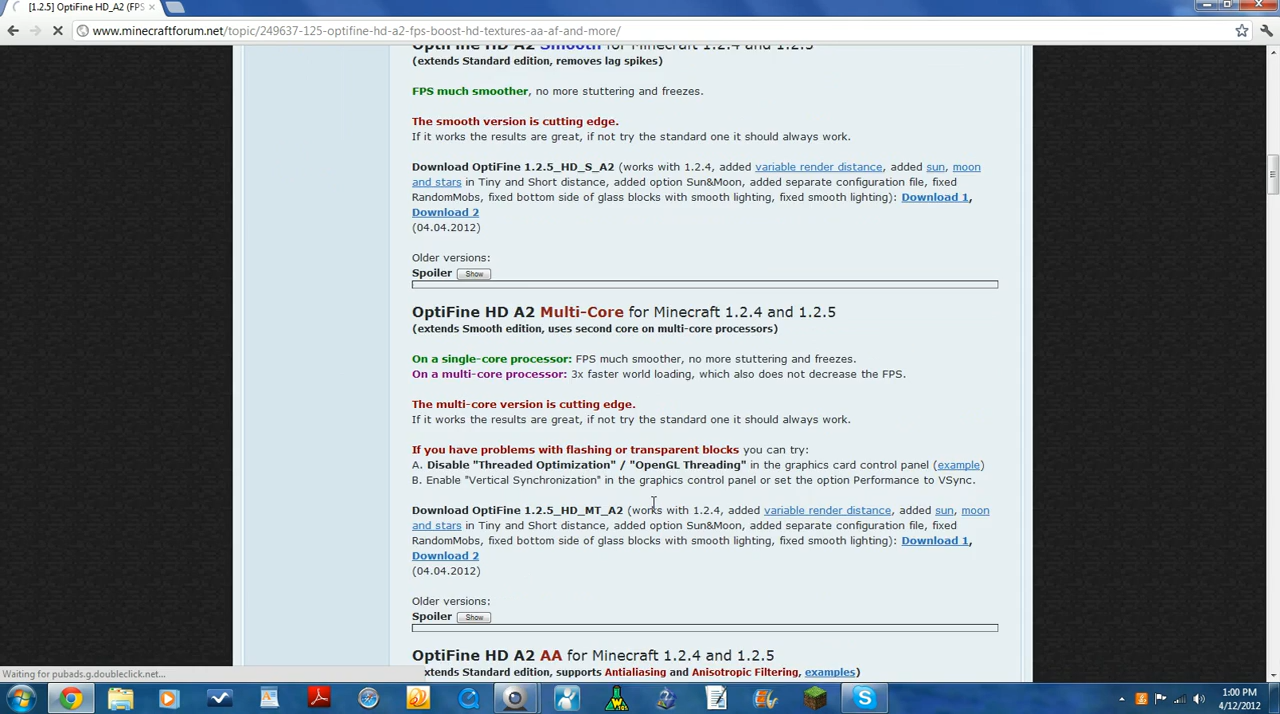 [1.2.5] OptiFine HD_A2 (FPS
www.minecraftforum.net/topic/249637-125-optifine-hd-a2-fps-boost-hd-textures-aa-af-and-more/
OptiFine HD A2 Smooth for Minecraft 1.2.4 and 1.2.5
(extends Standard edition, removes lag spikes)
FPS much smoother, no more stuttering and freezes.
The smooth version is cutting edge.
If it works the results are great, if not try the standard one it should always work.
Download OptiFine 1.2.5_HD_S_A2 (works with 1.2.4, added variable render distance, added sun, moon
and stars in Tiny and Short distance, added option Sun&Moon, added separate configuration file, fixed
RandomMobs, fixed bottom side of glass blocks with smooth lighting, fixed smooth lighting): Download 1,
Download 2
(04.04.2012)
Older versions:
Spoiler Show
OptiFine HD A2 Multi-Core for Minecraft 1.2.4 and 1.2.5
(extends Smooth edition, uses second core on multi-core processors)
On a single-core processor: FPS much smoother, no more stuttering and freezes.
On a multi-core processor: 3x faster world loading, which also does not decrease the FPS.
The multi-core version is cutting edge.
If it works the results are great, if not try the standard one it should always work.
If you have problems with flashing or transparent blocks you can try:
A. Disable "Threaded Optimization" / "OpenGL Threading" in the graphics card control panel (example)
B. Enable "Vertical Synchronization" in the graphics control panel or set the option Performance to VSync.
Download OptiFine 1.2.5_HD_MT_A2 (works with 1.2.4, added variable render distance, added sun, moon
and stars in Tiny and Short distance, added option Sun&Moon, added separate configuration file, fixed
RandomMobs, fixed bottom side of glass blocks with smooth lighting, fixed smooth lighting): Download 1,
Download 2
(04.04.2012)
Older versions:
Spoiler Show
OptiFine HD A2 AA for Minecraft 1.2.4 and 1.2.5
extends Standard edition, supports Antialiasing and Anisotropic Filtering, examples)
Waiting for pubads.g.doubleclick.net...
1:00 PM
4/12/2012